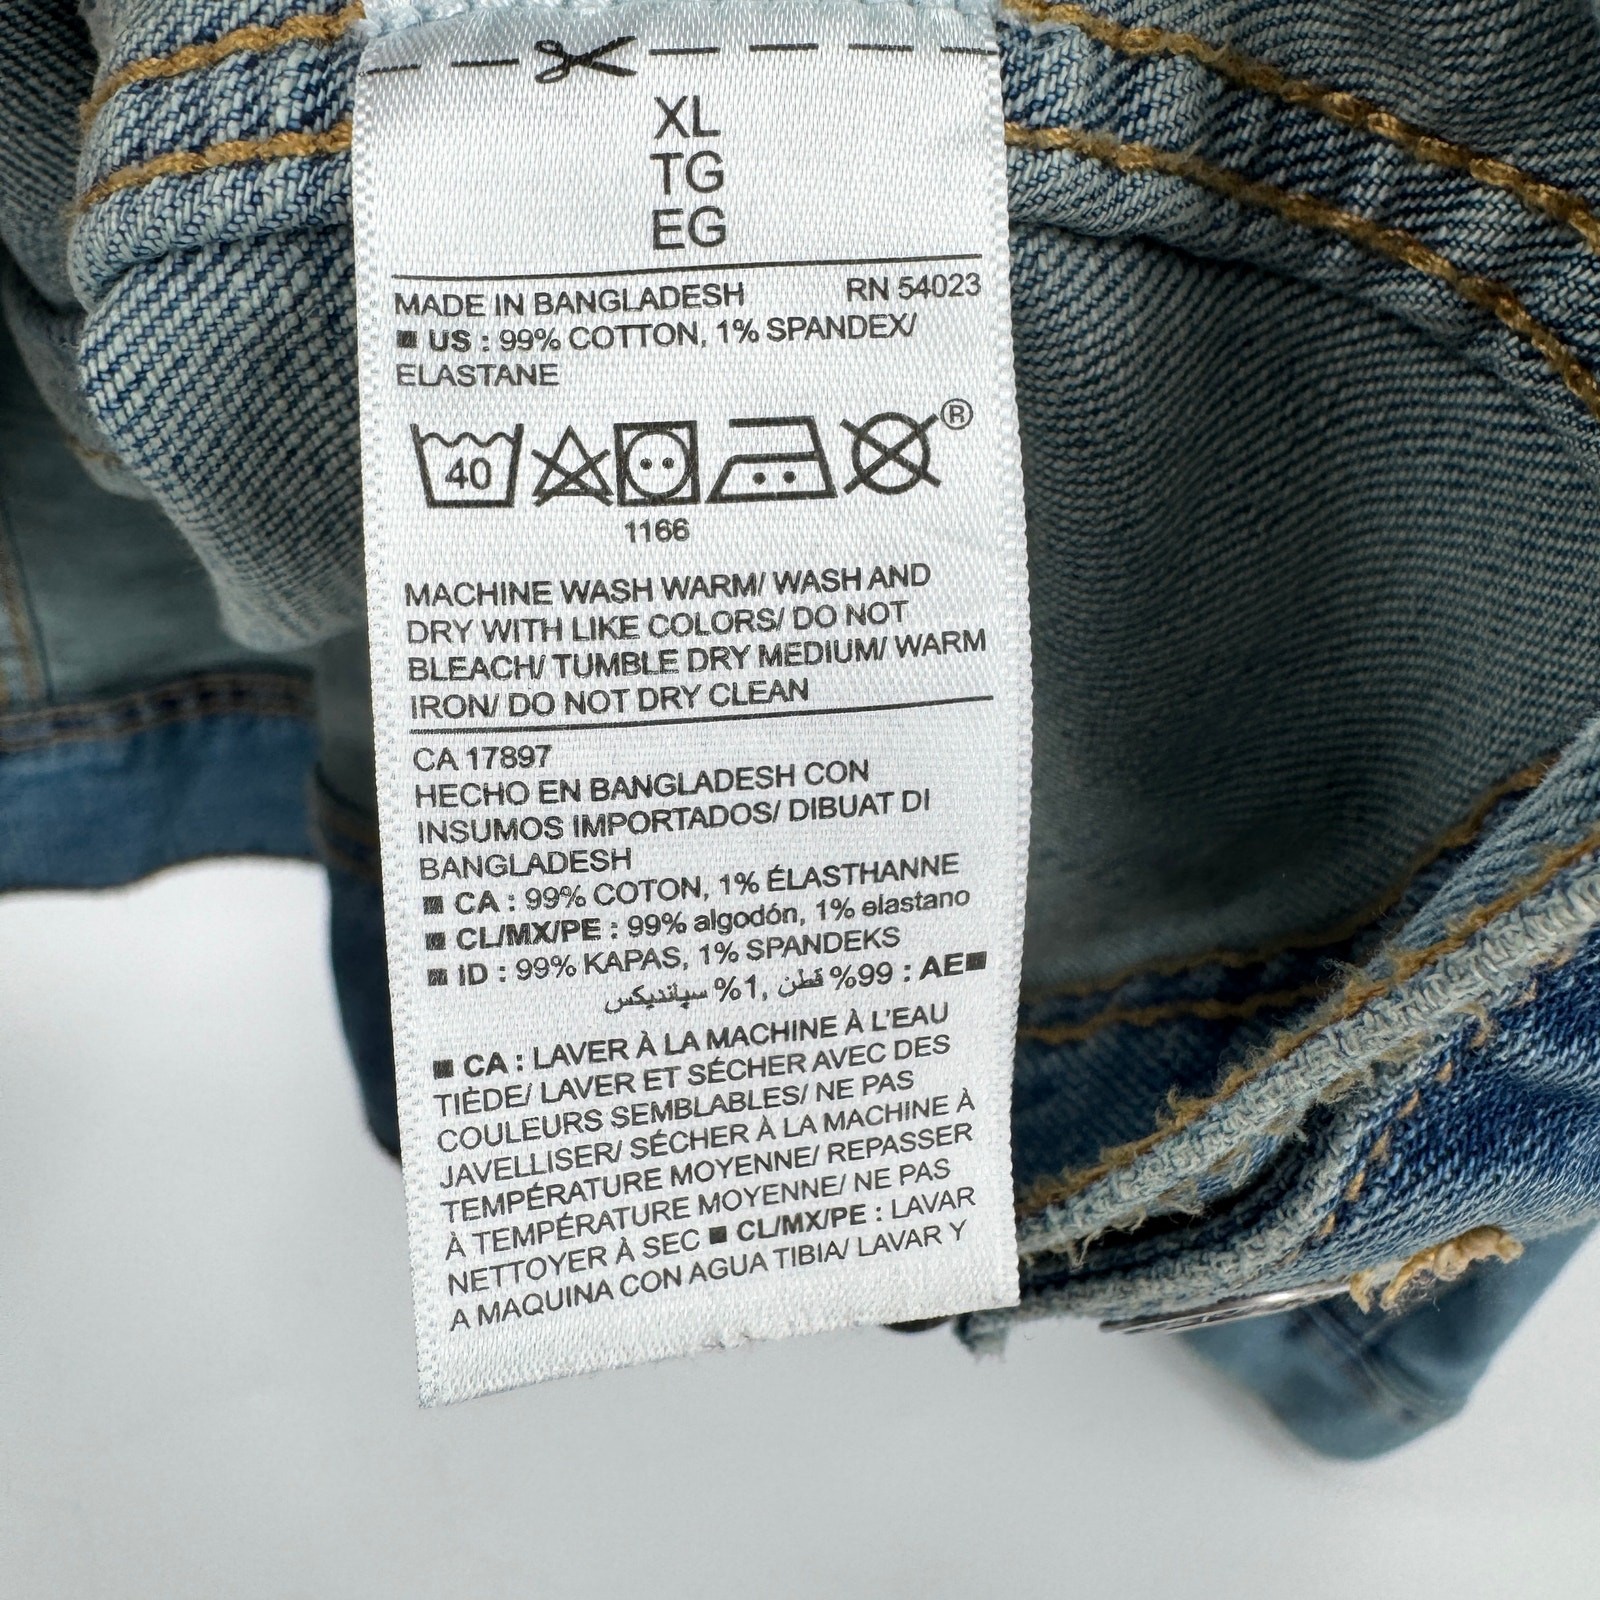 XL
TG
EG
MADE IN BANGLADESH RN 54023
US : 99% COTTON, 1% SPANDEX/
ELASTANE
40
®
1166
MACHINE WASH WARM/ WASH AND
DRY WITH LIKE COLORS/ DO NOT
BLEACH/ TUMBLE DRY MEDIUM/ WARM
IRON/ DO NOT DRY CLEAN
CA 17897
HECHO EN BANGLADESH CON
INSUMOS IMPORTADOS/ DIBUAT DI
BANGLADESH
■ CA : 99% COTON, 1% ÉLASTHANNE
■ CL/MX/PE : 99% algodón, 1% elastano
■ ID : 99% KAPAS, 1% SPANDEKS
■AE : 99% قطن, 1% سپاندیکس
■ CA : LAVER À LA MACHINE À L'EAU
TIÈDE/ LAVER ET SÉCHER AVEC DES
COULEURS SEMBLABLES/ NE PAS
JAVELLISER/ SÉCHER À LA MACHINE À
TEMPÉRATURE MOYENNE/ REPASSER
À TEMPÉRATURE MOYENNE/ NE PAS
NETTOYER À SEC ■ CL/MX/PE : LAVAR
A MAQUINA CON AGUA TIBIA/ LAVAR Y